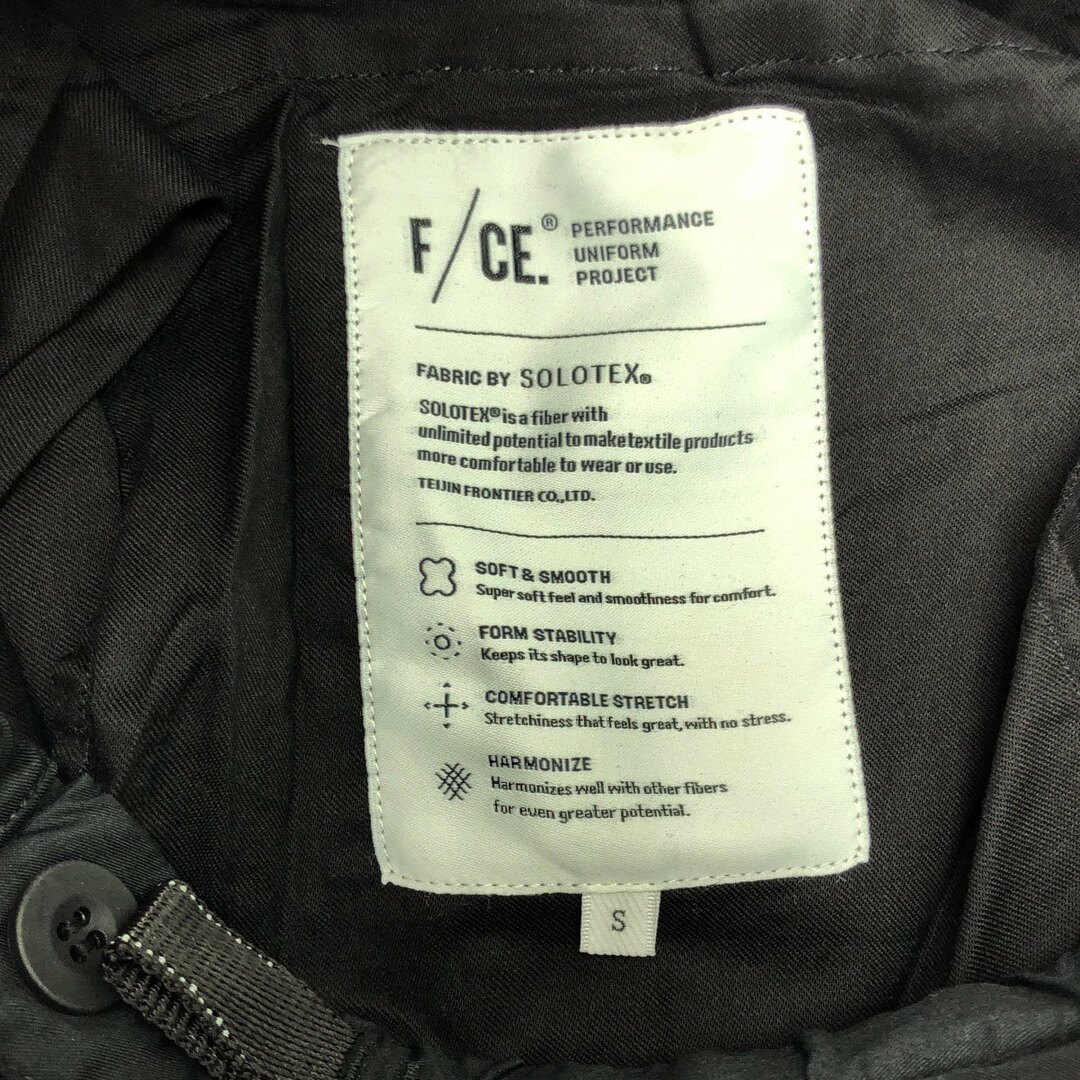 F/CE.® PERFORMANCE
UNIFORM
PROJECT
FABRIC BY SOLOTEX®
SOLOTEX® is a fiber with
unlimited potential to make textile products
more comfortable to wear or use.
TEIJIN FRONTIER CO.,LTD.
SOFT & SMOOTH
Super soft feel and smoothness for comfort.
FORM STABILITY
Keeps its shape to look great.
COMFORTABLE STRETCH
Stretchiness that feels great, with no stress.
HARMONIZE
Harmonizes well with other fibers
for even greater potential.
S